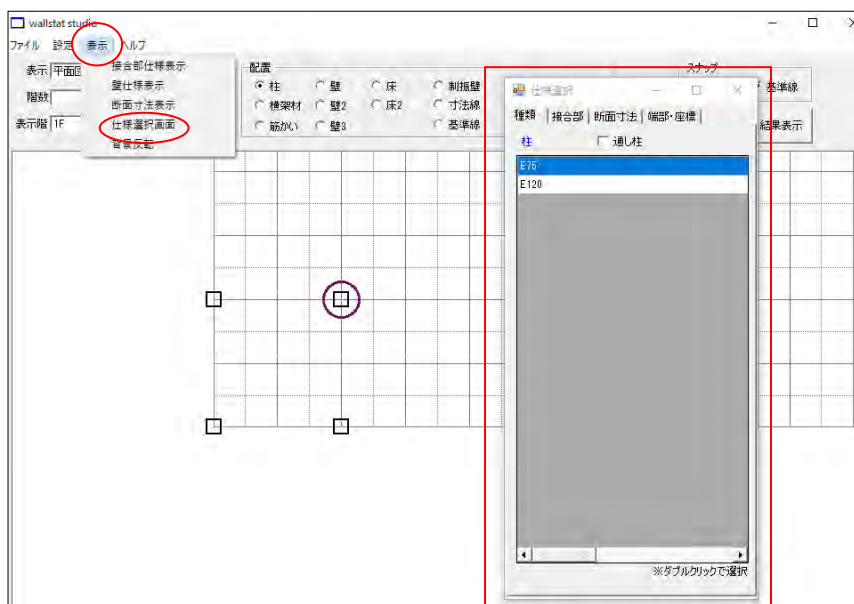 wallstat studio
ファイル 設定 表示 ヘルプ
表示 平面図
階数
表示階 1F
接合部仕様表示
壁仕様表示
断面寸法表示
仕様選択画面
背景反転
配置
柱 壁 床 制振壁
横架材 壁2 床2 寸法線
筋かい 壁3 基準線
スナップ
基準線
結果表示
仕様選択
種類 接合部 断面寸法 端部・座標
柱 通し柱
E75
E120
※ダブルクリックで選択